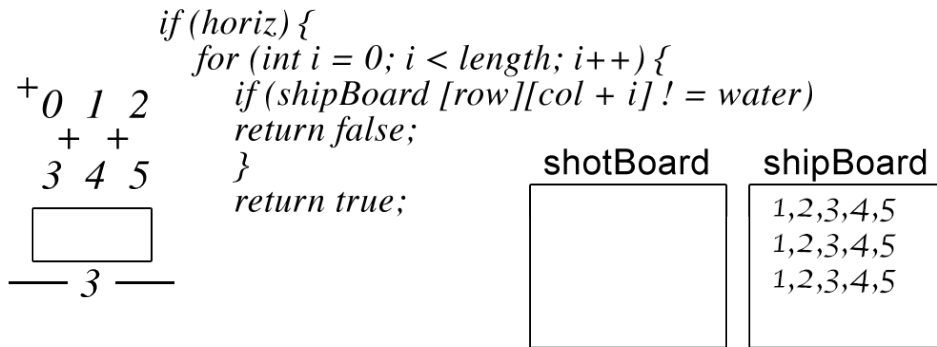 if (horiz) {
for (int i = 0; i < length; i++) {
if (shipBoard [row][col + i] ! = water)
return false;
}
return true;
+0 1 2
+ +
3 4 5
3
shotBoard
shipBoard
1,2,3,4,5
1,2,3,4,5
1,2,3,4,5